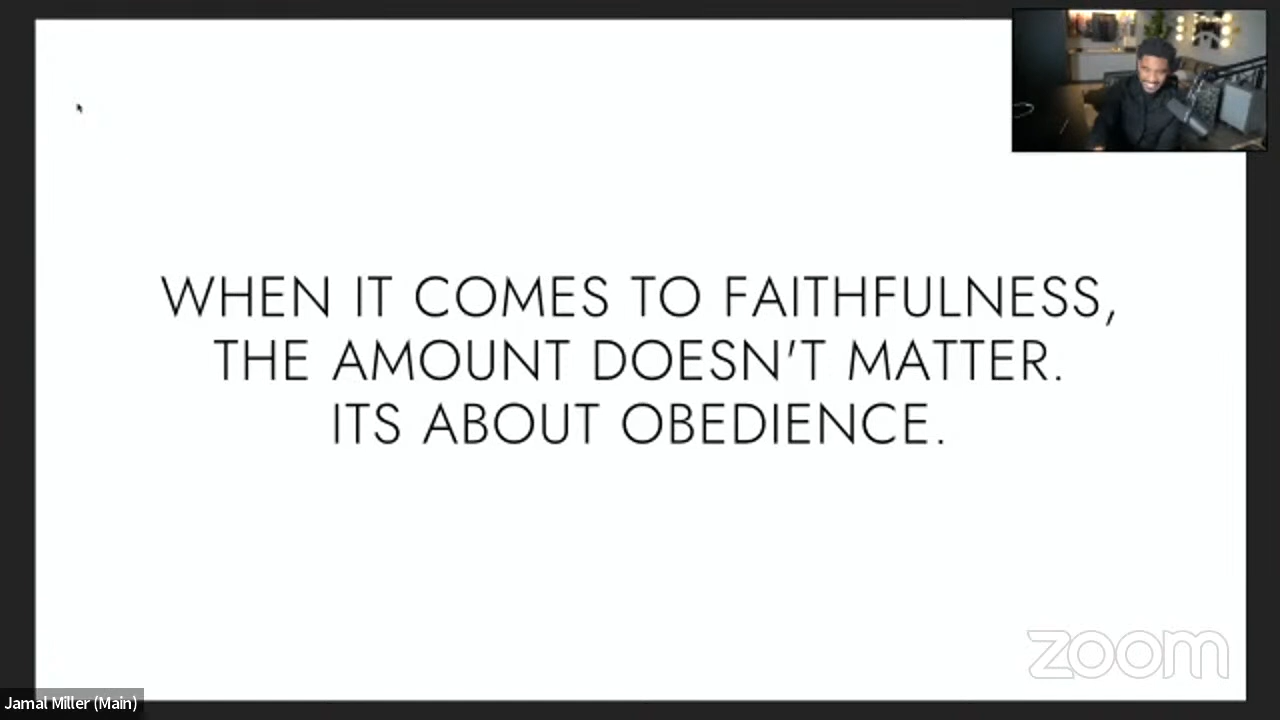 WHEN IT COMES TO FAITHFULNESS,
THE AMOUNT DOESN'T MATTER.
ITS ABOUT OBEDIENCE.
zoom
Jamal Miller (Main)